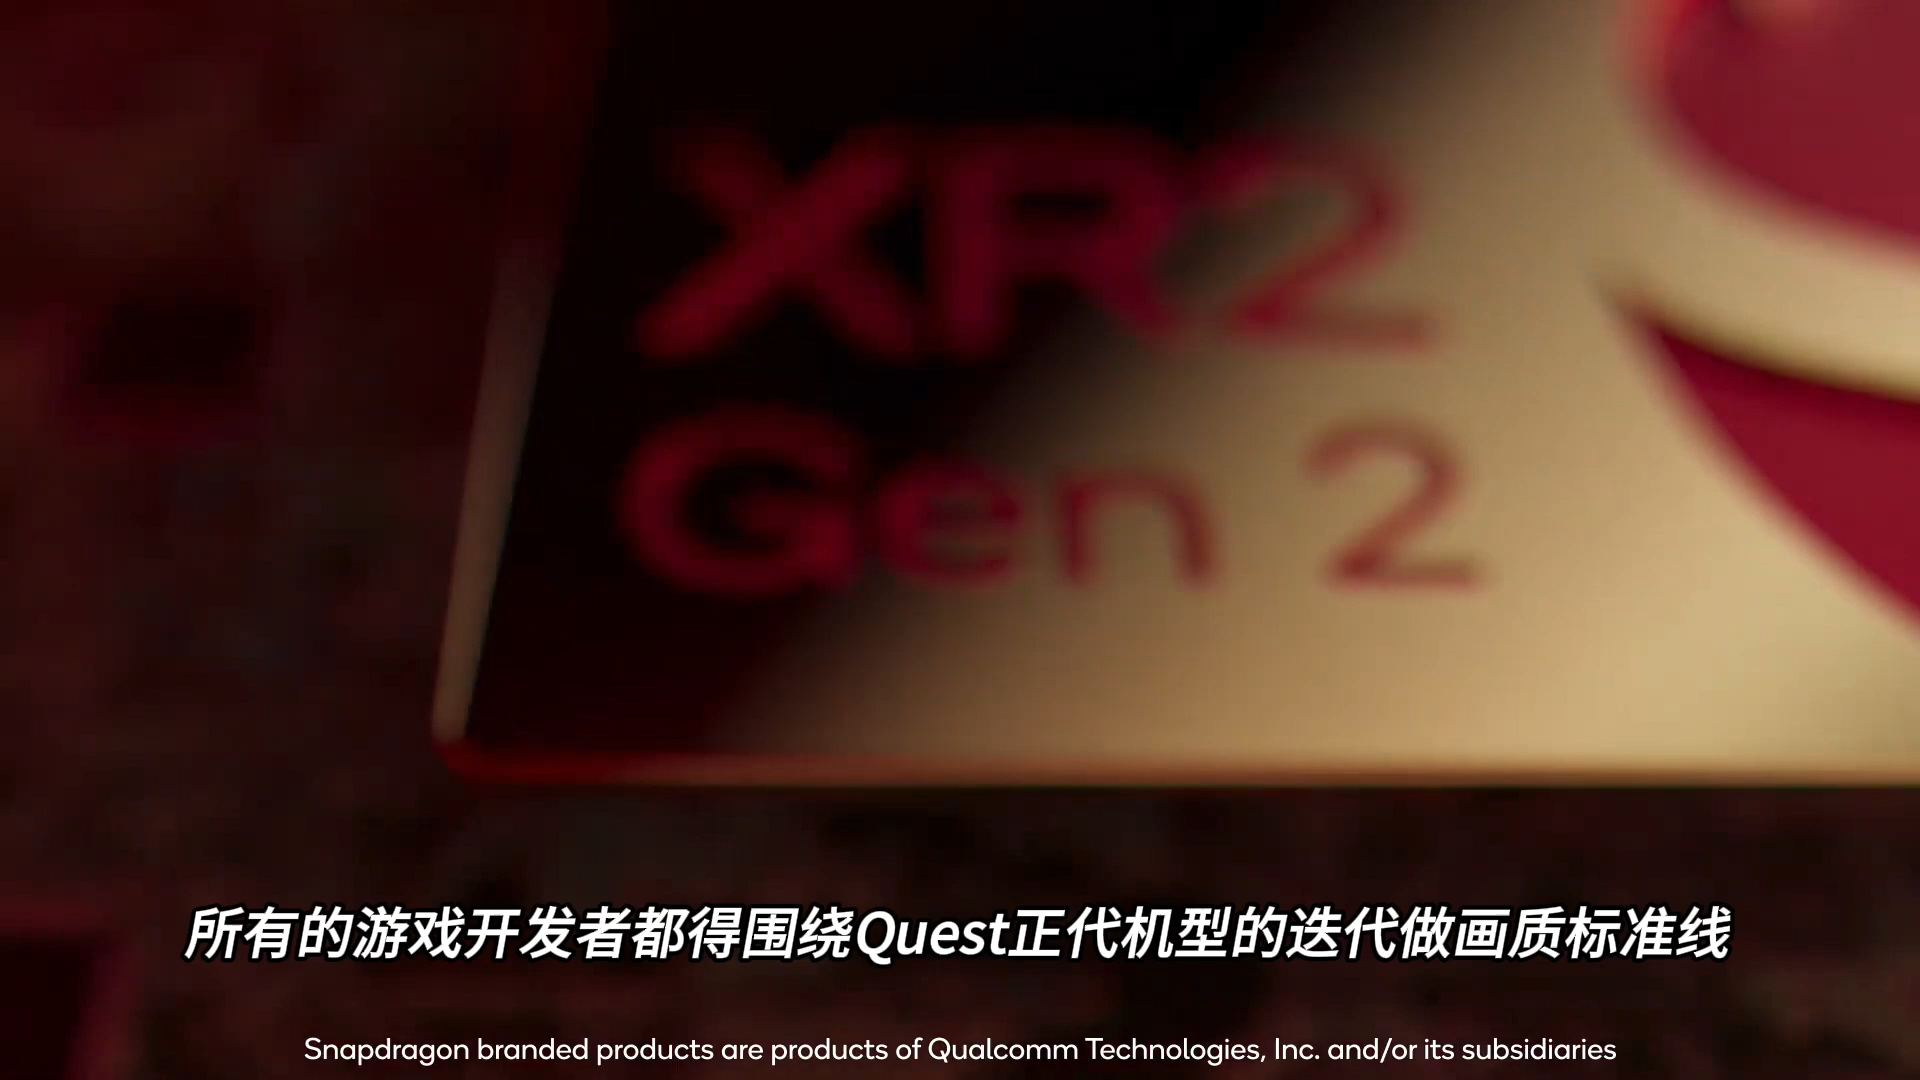 XR2
Gen 2
所有的游戏开发者都得围绕Quest正代机型的迭代做画质标准线
Snapdragon branded products are products of Qualcomm Technologies, Inc. and/or its subsidiaries